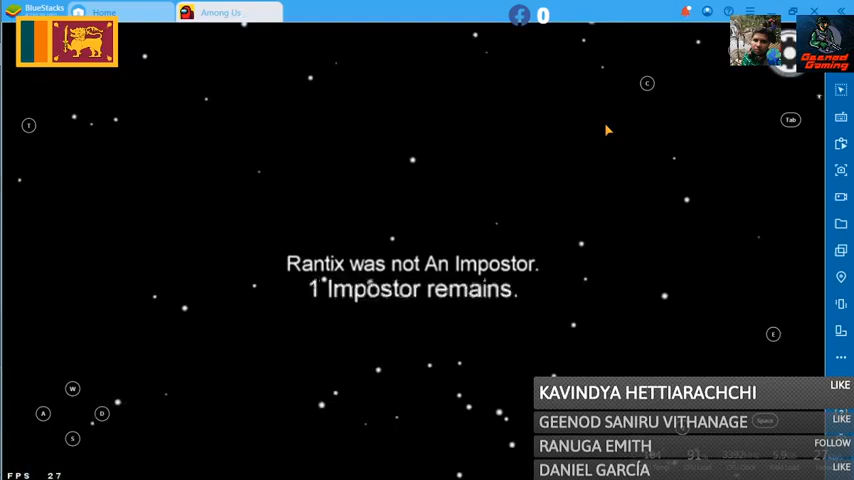 BlueStacks
Home
Among Us
0
Geenod
Gaming
C
T
Tab
Rantix was not An Impostor.
1 Impostor remains.
E
W
A
D
S
KAVINDYA HETTIARACHCHI
LIKE
GEENOD SANIRU VITHANAGE
Space
LIKE
RANUGA EMITH
FOLLOW
DANIEL GARCÍA
LIKE
FPS 27